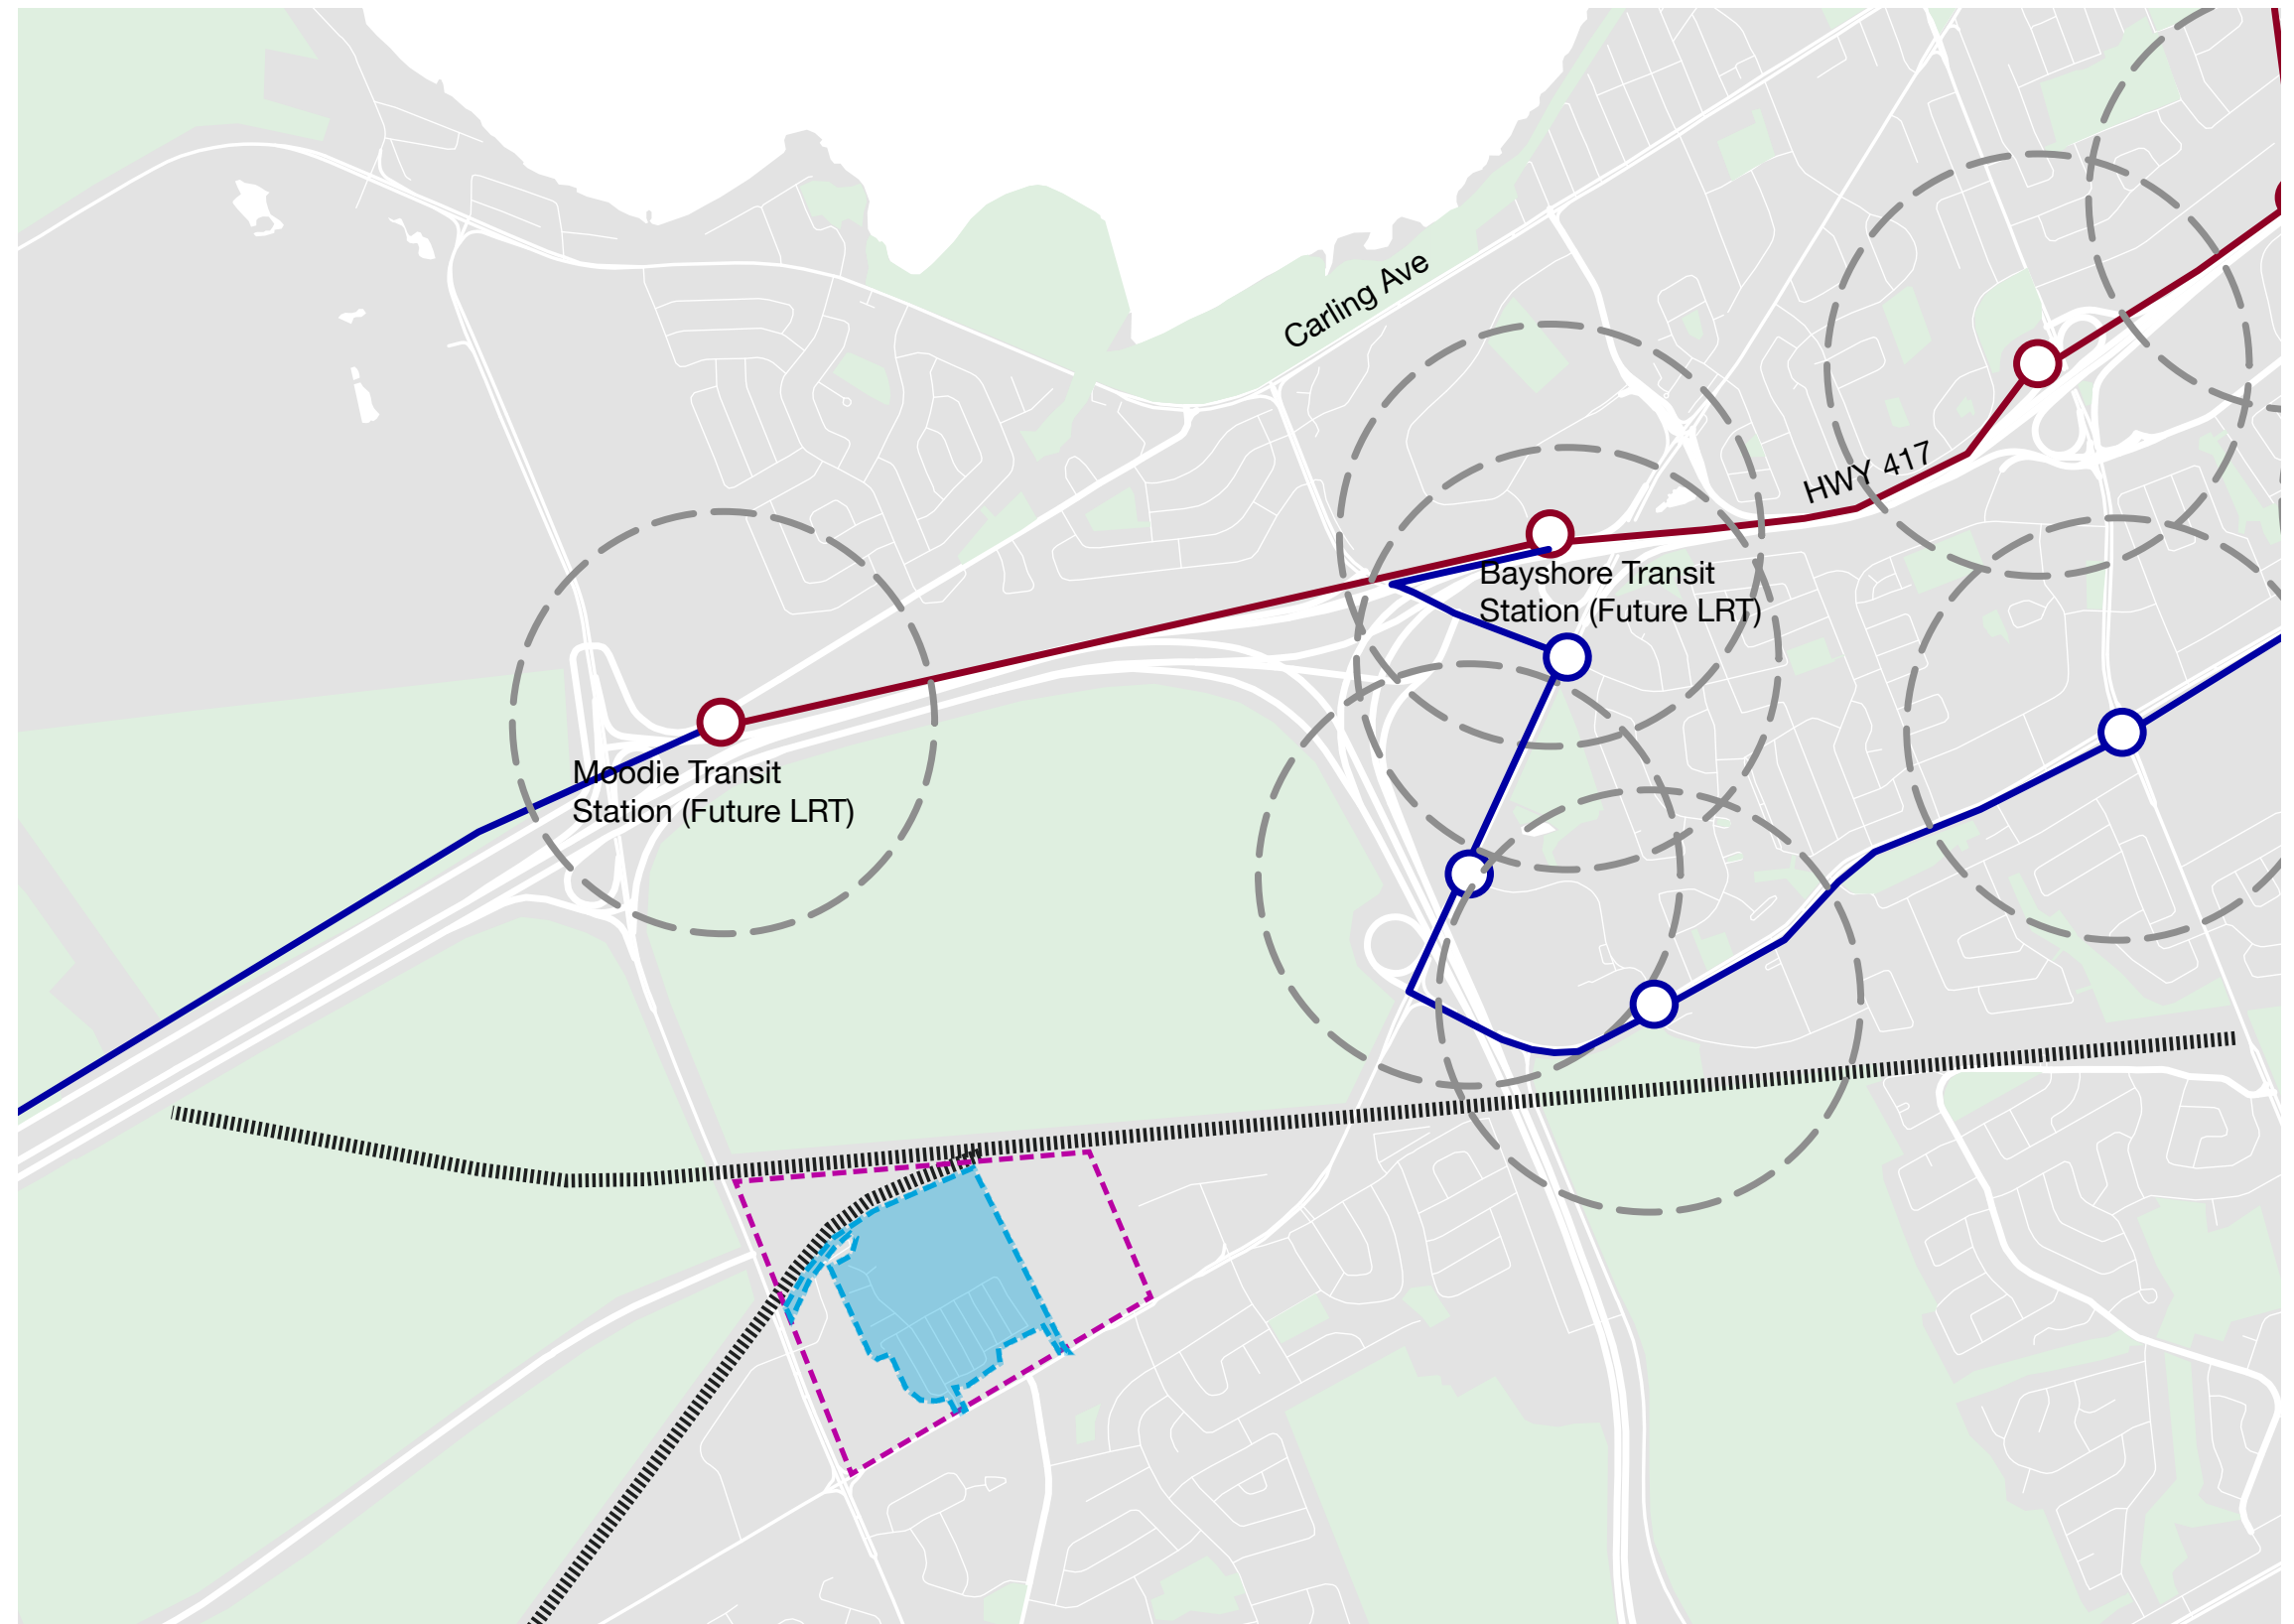 Carling Ave
HWY 417
Bayshore Transit
Station (Future LRT)
Moodie Transit
Station (Future LRT)